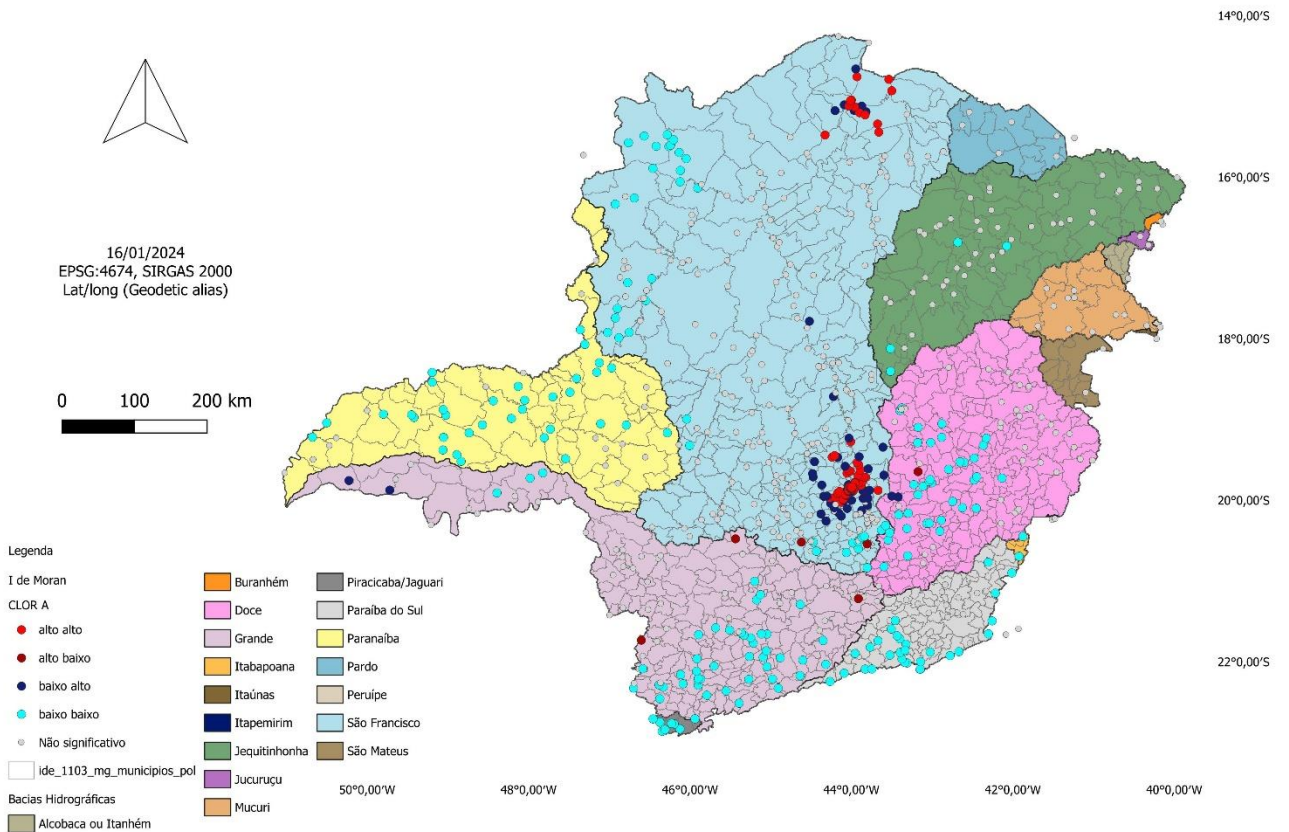 14°0,00′S
16°0,00′S
16/01/2024
EPSG:4674, SIRGAS 2000
Lat/long (Geodetic alias)
18°0,00′S
0 100 200 km
20°0,00′S
22°0,00′S
Legenda
I de Moran
CLOR A
alto alto
alto baixo
baixo alto
baixo baixo
Não significativo
ide_1103_mg_municipios_pol
Bacias Hidrográficas
Alcobaca ou Itanhém
Buranhém
Doce
Grande
Itabapoana
Itaúnas
Itapemirim
Jequitinhonha
Jucuruçu
Mucuri
Piracicaba/Jaguari
Paraíba do Sul
Paranaíba
Pardo
Peruípe
São Francisco
São Mateus
50°0,00′W 48°0,00′W 46°0,00′W 44°0,00′W 42°0,00′W 40°0,00′W